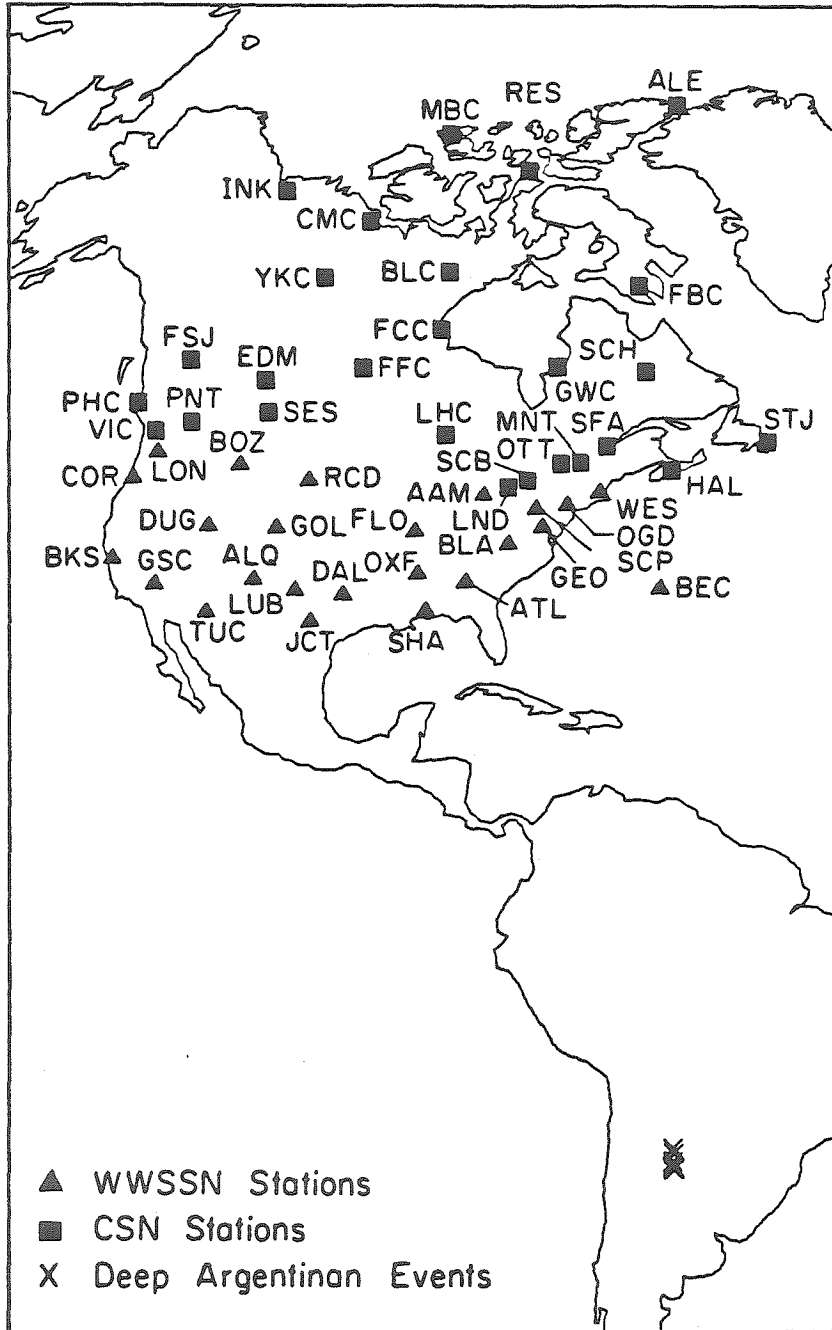 ALE
RES
MBC
INK
CMC
YKC
BLC
FBC
FCC
FSJ
EDM
FFC
SCH
GWC
PHC
PNT
SES
VIC
LHC
MNT
SFA
STJ
BOZ
OTT
COR
LON
RCD
SCB
AAM
HAL
WES
DUG
GOL
FLO
LND
OGD
BLA
SCP
BKS
GSC
ALQ
DAL
OXF
GEO
BEC
LUB
ATL
TUC
JCT
SHA
WWSSN Stations
CSN Stations
X Deep Argentinan Events